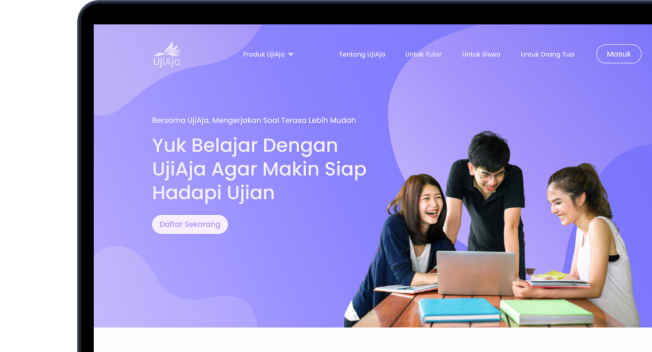 UjiAja
Produk UjiAja
Tentang UjiAja
Untuk Tutor
Untuk Siswa
Untuk Orang Tua
Masuk
Bersama UjiAja, Mengerjakan Soal Terasa Lebih Mudah
Yuk Belajar Dengan
UjiAja Agar Makin Siap
Hadapi Ujian
Daftar Sekarang